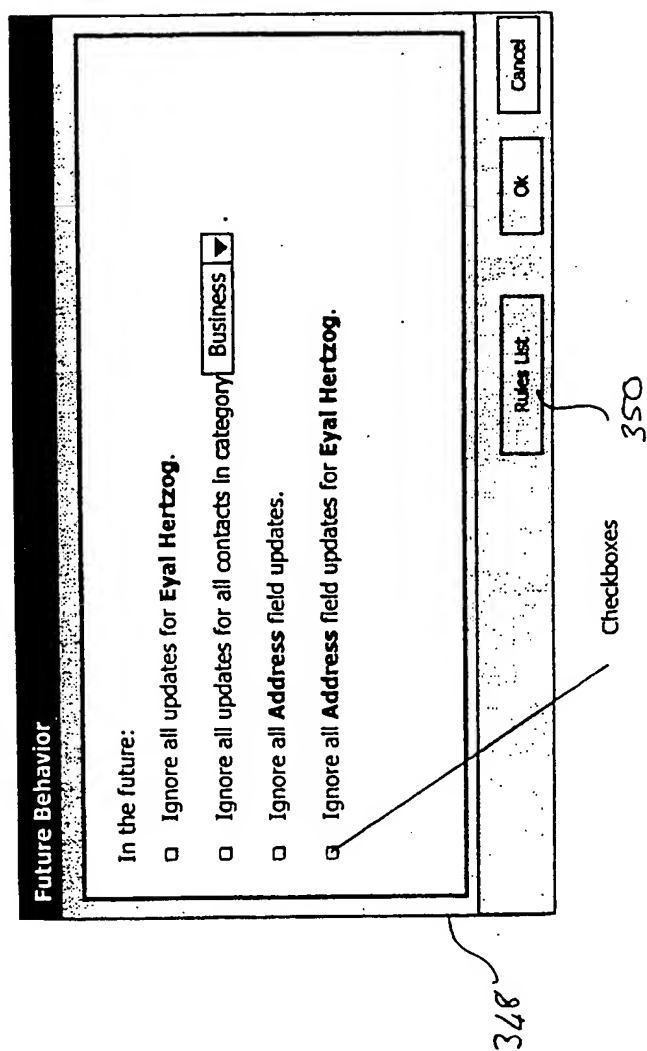 Future Behavior
In the future:
Ignore all updates for Eyal Hertzog.
Ignore all updates for all contacts in category Business .
Ignore all Address field updates.
Ignore all Address field updates for Eyal Hertzog.
Rules List
Ok
Cancel
348
Checkboxes
350